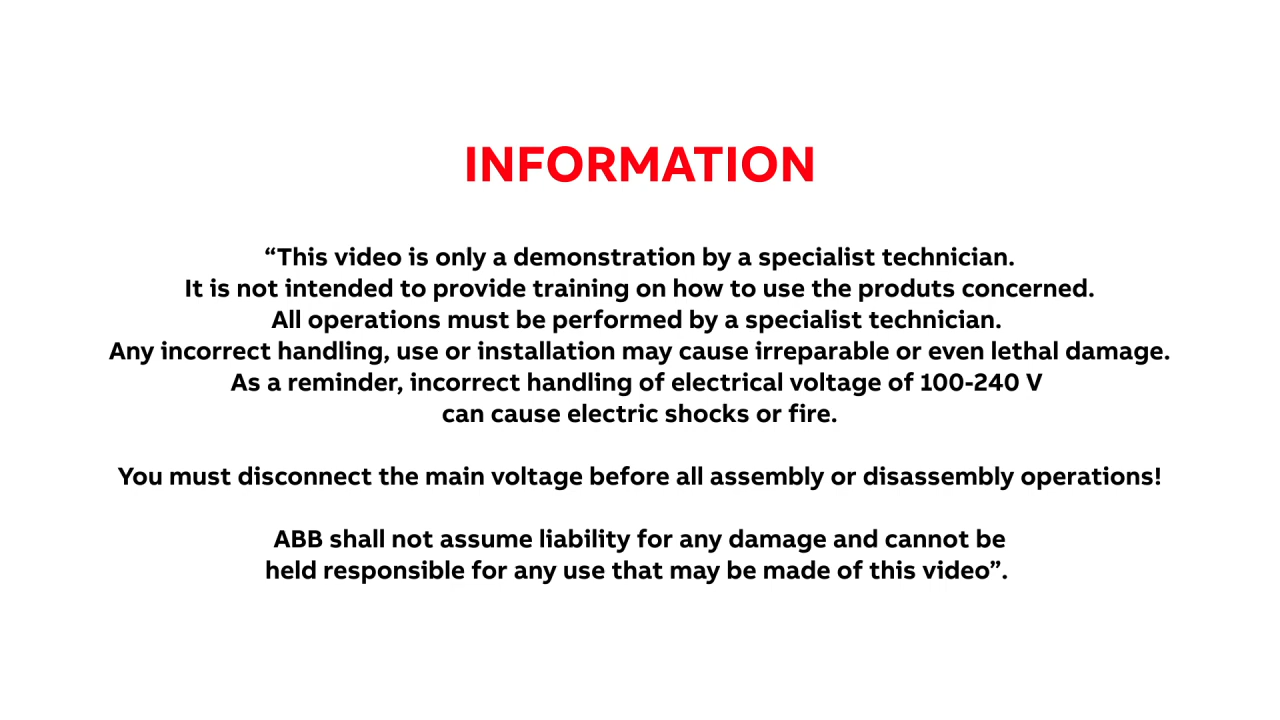 INFORMATION
“This video is only a demonstration by a specialist technician.
It is not intended to provide training on how to use the produts concerned.
All operations must be performed by a specialist technician.
Any incorrect handling, use or installation may cause irreparable or even lethal damage.
As a reminder, incorrect handling of electrical voltage of 100-240 V
can cause electric shocks or fire.
You must disconnect the main voltage before all assembly or disassembly operations!
ABB shall not assume liability for any damage and cannot be
held responsible for any use that may be made of this video”.